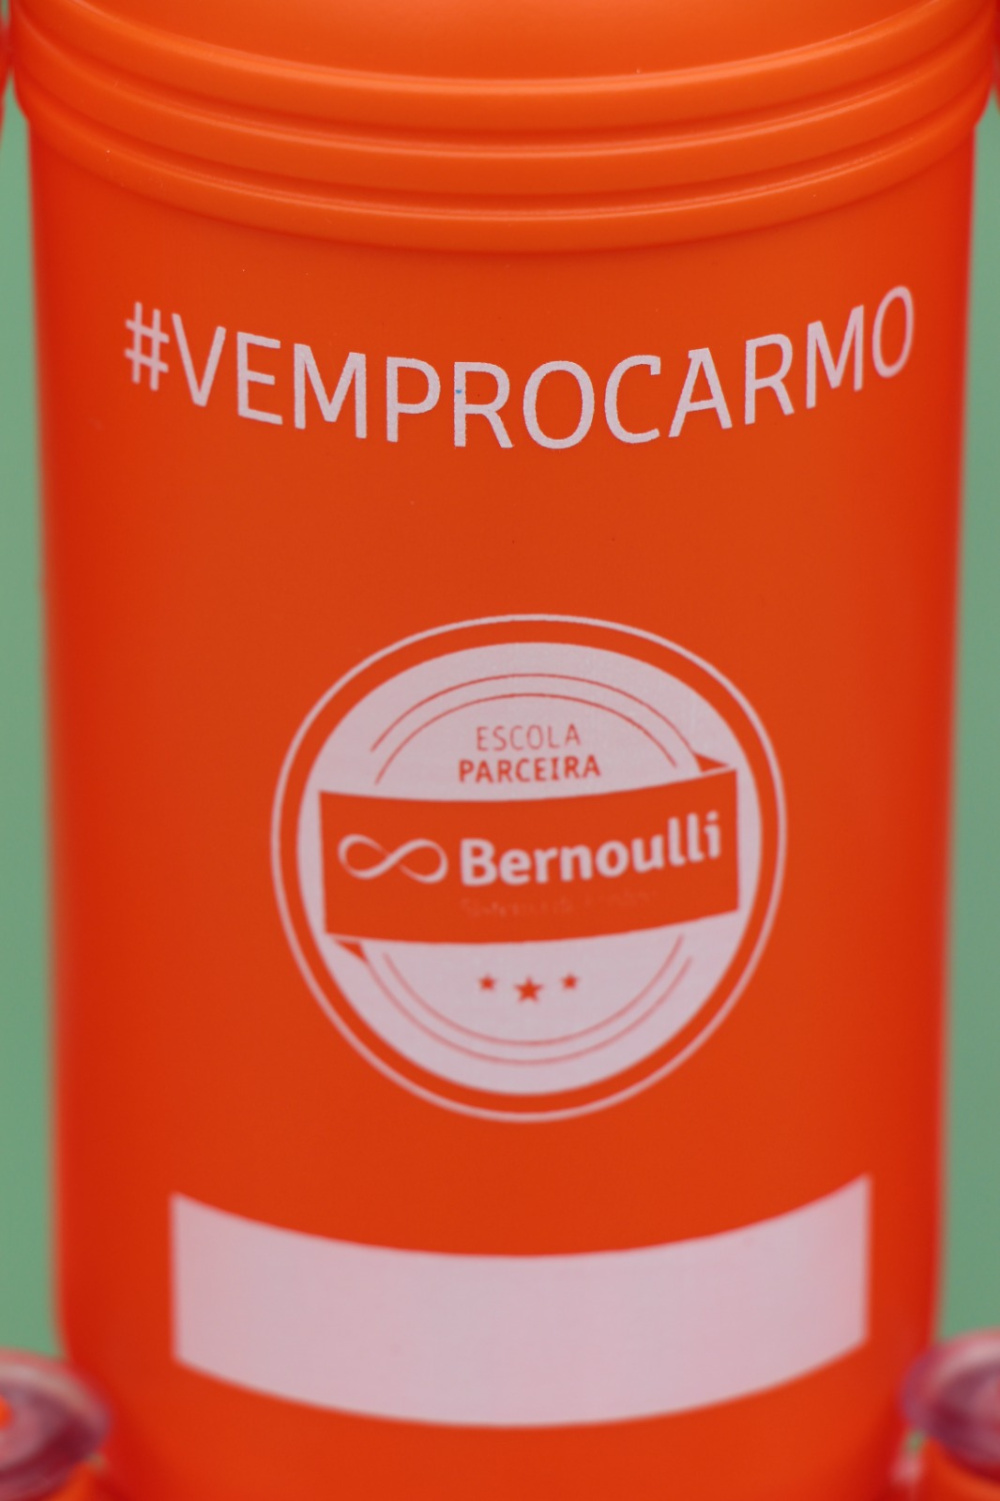 #VEMPROCARMO
ESCOLA
PARCEIRA
Bernoulli